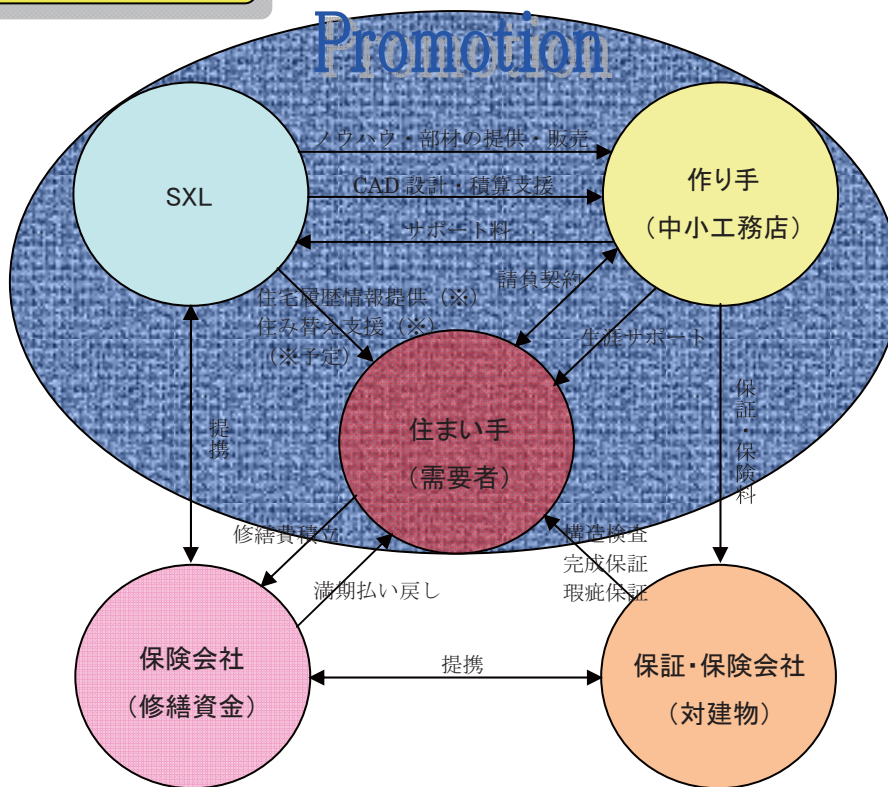 Promotion
ノウハウ・部材の提供・販売
SXL
CAD 設計・積算支援
作り手
（中小工務店）
サポート料
請負契約
住宅履歴情報提供（※）
住み替え支援（※）
（※予定）
生涯サポート
住まい手
（需要者）
提携
保証・保険料
修繕費積立
満期払い戻し
構造検査
完成保証
瑕疵保証
保険会社
（修繕資金）
提携
保証・保険会社
（対建物）